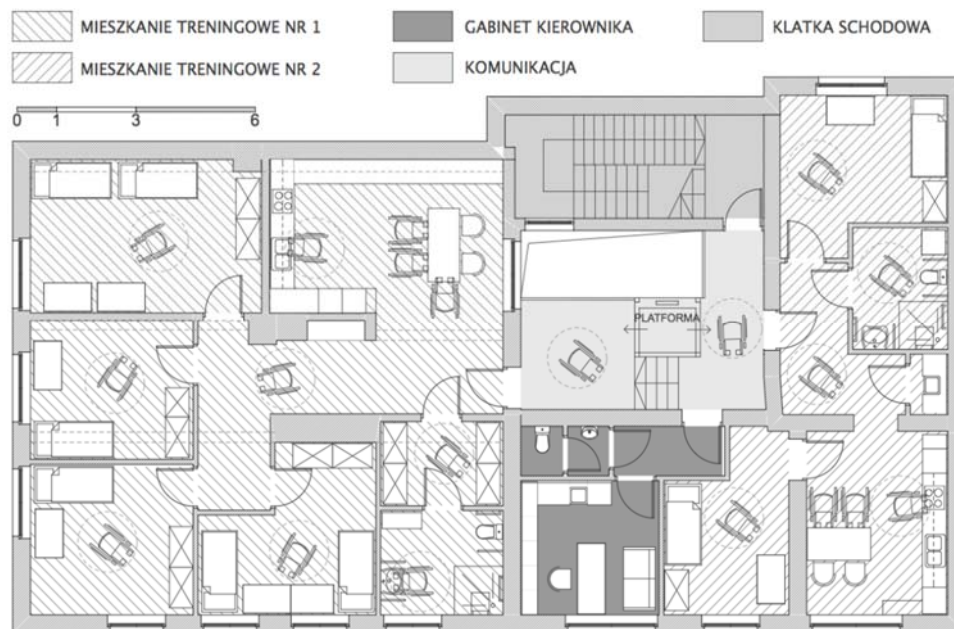 MIESZKANIE TRENINGOWE NR 1
GABINET KIEROWNIKA
KLATKA SCHODOWA
MIESZKANIE TRENINGOWE NR 2
KOMUNIKACJA
0 1 3 6
PLATFORMA